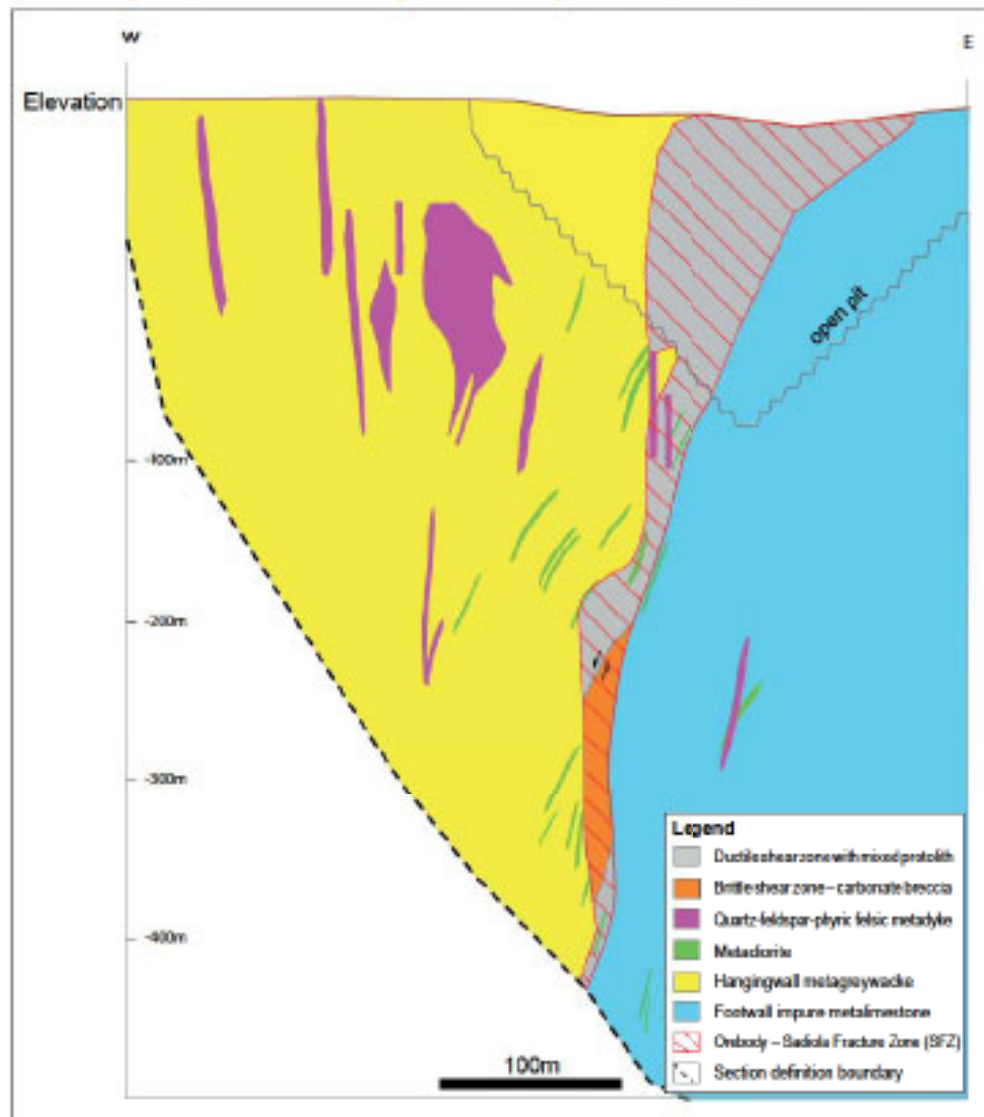 W
E
Elevation
open pit
-100m
-200m
-300m
-400m
100m
Legend
Ductile shear zone with mixed protolith
Brittle shear zone – carbonate breccia
Quartz-feldspar-phyric felsic metadyke
Metadiorite
Hangingwall metagreywacke
Footwall impure metalimestone
Orebody – Sadiola Fracture Zone (SFZ)
Section definition boundary